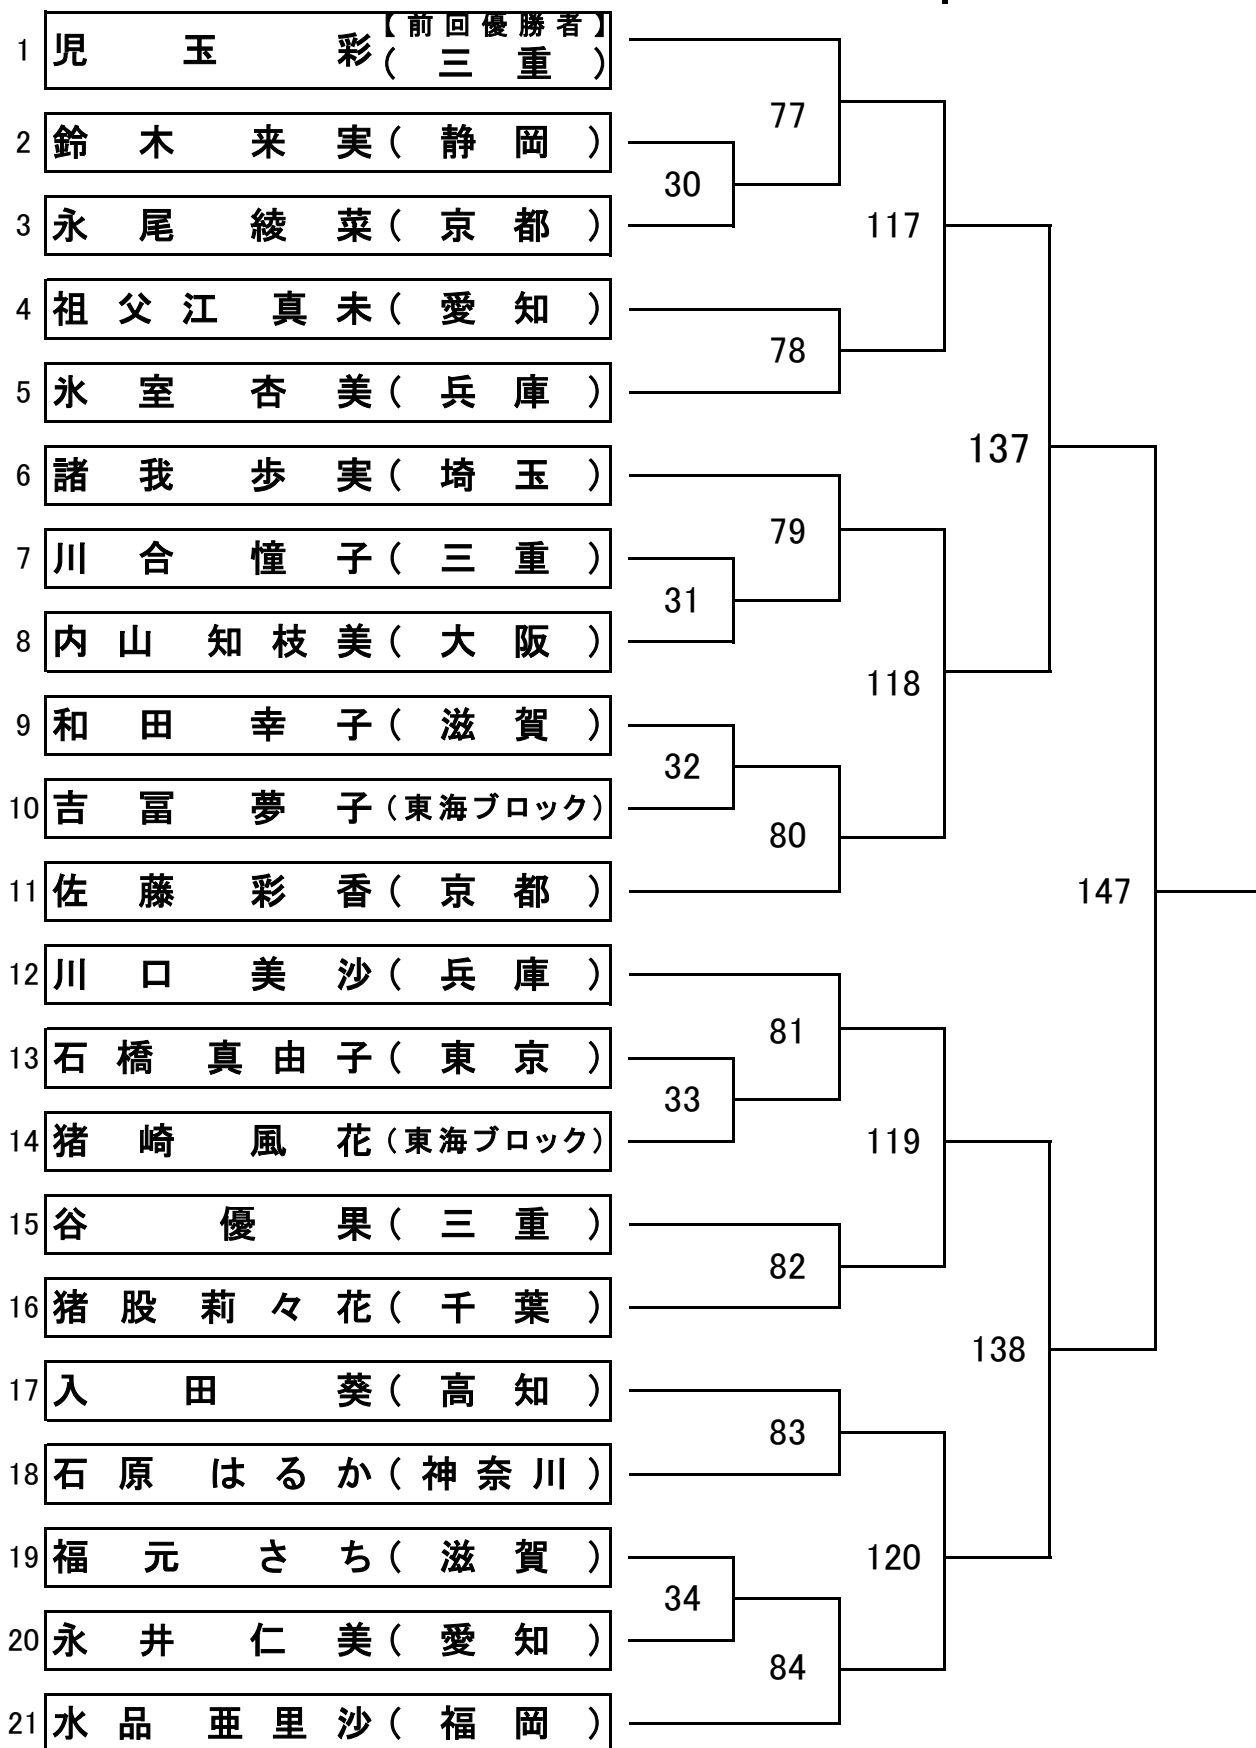 1 児玉彩 【前回優勝者】 (三重)
77
2 鈴木来実 (静岡)
30
3 永尾綾菜 (京都)
117
4 祖父江真未 (愛知)
78
5 氷室杏美 (兵庫)
137
6 諸我歩実 (埼玉)
79
7 川合憧子 (三重)
31
8 内山知枝美 (大阪)
118
9 和田幸子 (滋賀)
32
10 吉冨夢子 (東海ブロック)
80
11 佐藤彩香 (京都)
147
12 川口美沙 (兵庫)
81
13 石橋真由子 (東京)
33
14 猪崎風花 (東海ブロック)
119
15 谷優果 (三重)
82
16 猪股莉々花 (千葉)
138
17 入田葵 (高知)
83
18 石原はるか (神奈川)
19 福元さち (滋賀)
120
34
20 永井仁美 (愛知)
84
21 水品亜里沙 (福岡)